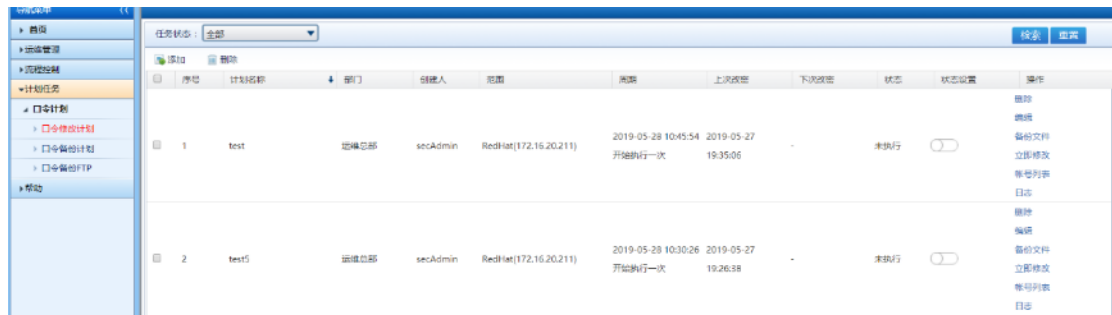 导航菜单 <<
首页
运维管理
流程控制
计划任务
口令计划
口令修改计划
口令备份计划
口令备份FTP
帮助
任务状态： 全部 检索 重置
添加 删除
序号 计划名称 部门 创建人 范围 周期 上次改密 下次改密 状态 状态设置 操作
1 test 运维总部 secAdmin RedHat(172.16.20.211) 2019-05-28 10:45:54 开始执行一次 2019-05-27 19:35:06 - 未执行
删除
编辑
备份文件
立即修改
帐号列表
日志
2 test5 运维总部 secAdmin RedHat(172.16.20.211) 2019-05-28 10:30:26 开始执行一次 2019-05-27 19:26:38 - 未执行
删除
编辑
备份文件
立即修改
帐号列表
日志